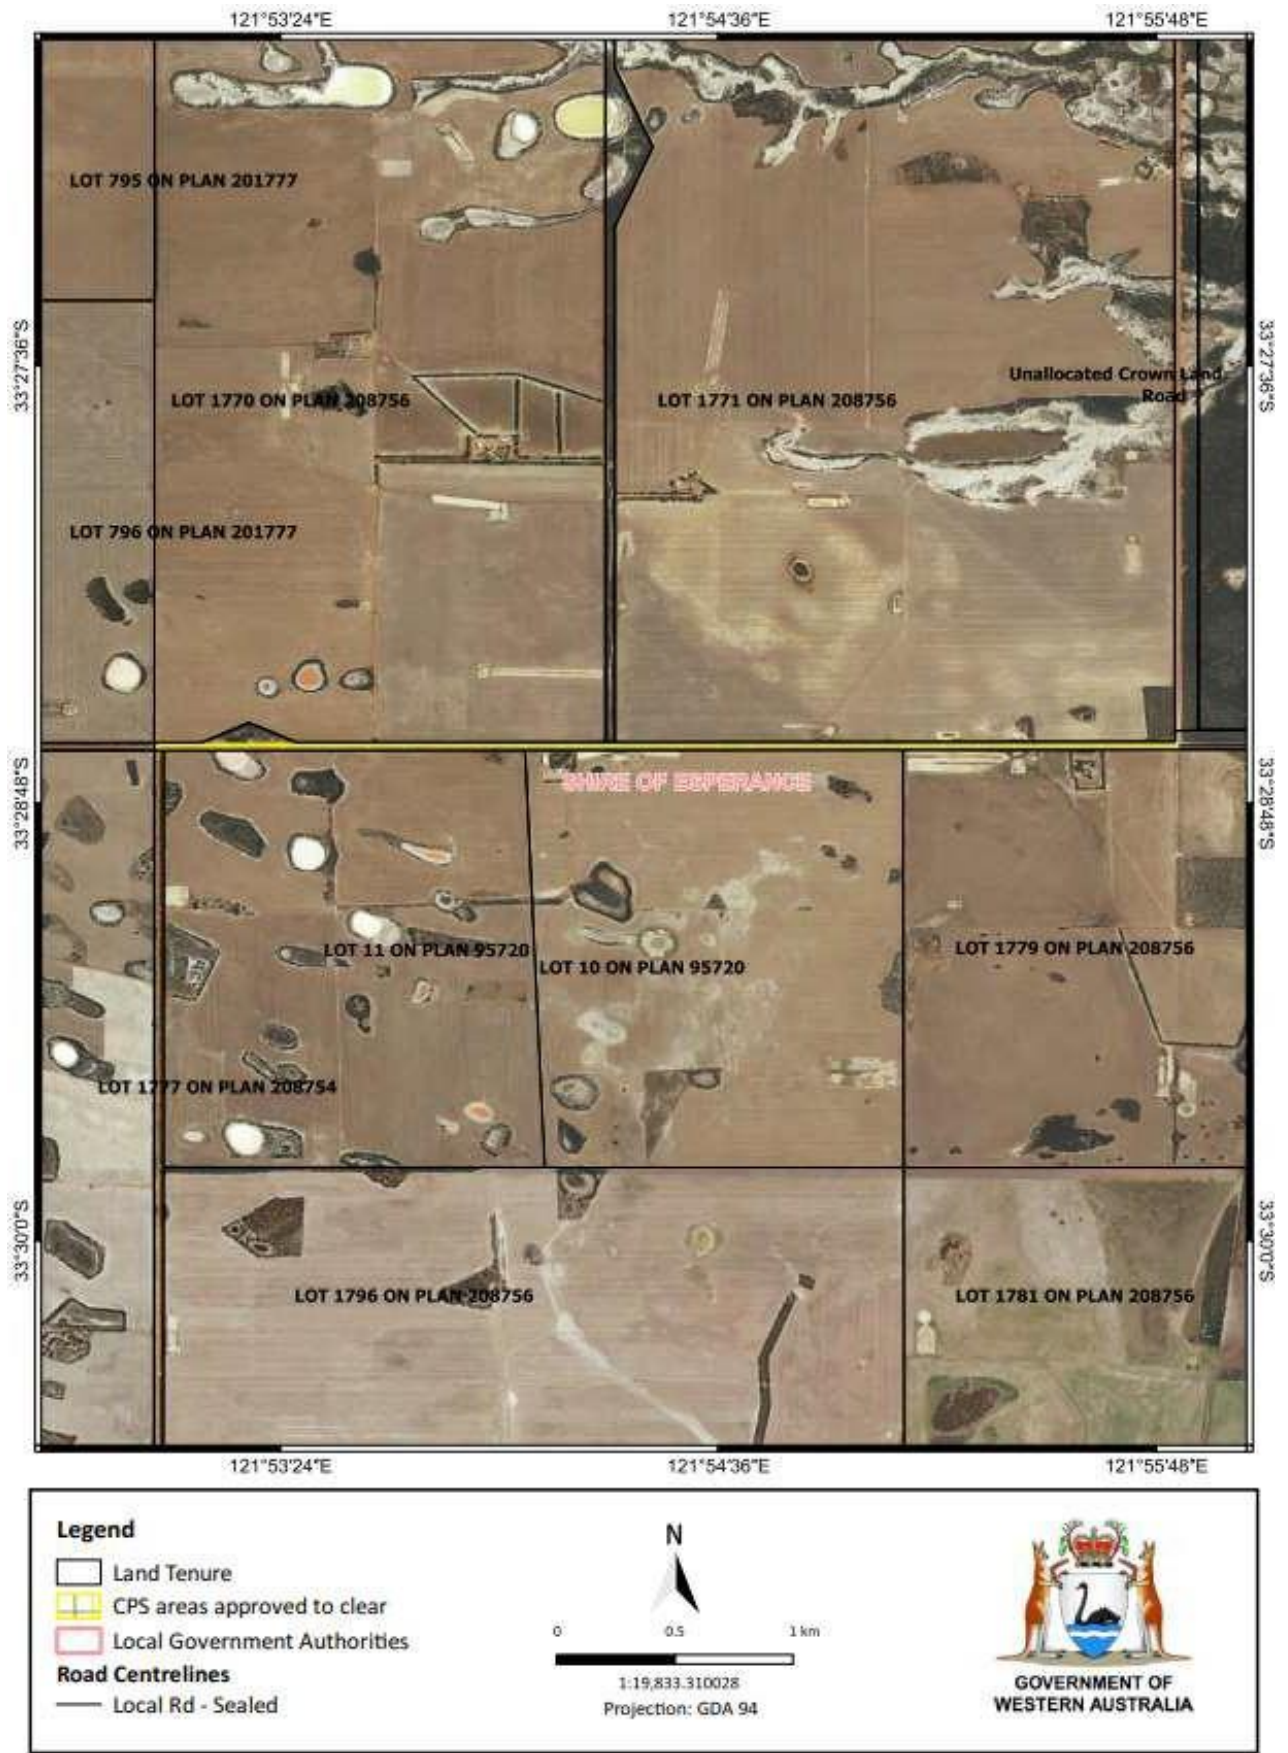 121°53'24"E
121°54'36"E
121°55'48"E
LOT 795 ON PLAN 201777
33°27'36"S
33°27'36"S
Unallocated Crown Land
Road
LOT 1770 ON PLAN 208756
LOT 1771 ON PLAN 208756
LOT 796 ON PLAN 201777
SHIRE OF ESPERANCE
33°28'48"S
33°28'48"S
LOT 11 ON PLAN 95720
LOT 10 ON PLAN 95720
LOT 1779 ON PLAN 208756
LOT 1777 ON PLAN 208754
33°30'0"S
33°30'0"S
LOT 1796 ON PLAN 208756
LOT 1781 ON PLAN 208756
121°53'24"E
121°54'36"E
121°55'48"E
Legend
Land Tenure
CPS areas approved to clear
Local Government Authorities
Road Centrelines
Local Rd - Sealed
N
0 0.5 1 km
1:19,833.310028
Projection: GDA 94
GOVERNMENT OF
WESTERN AUSTRALIA